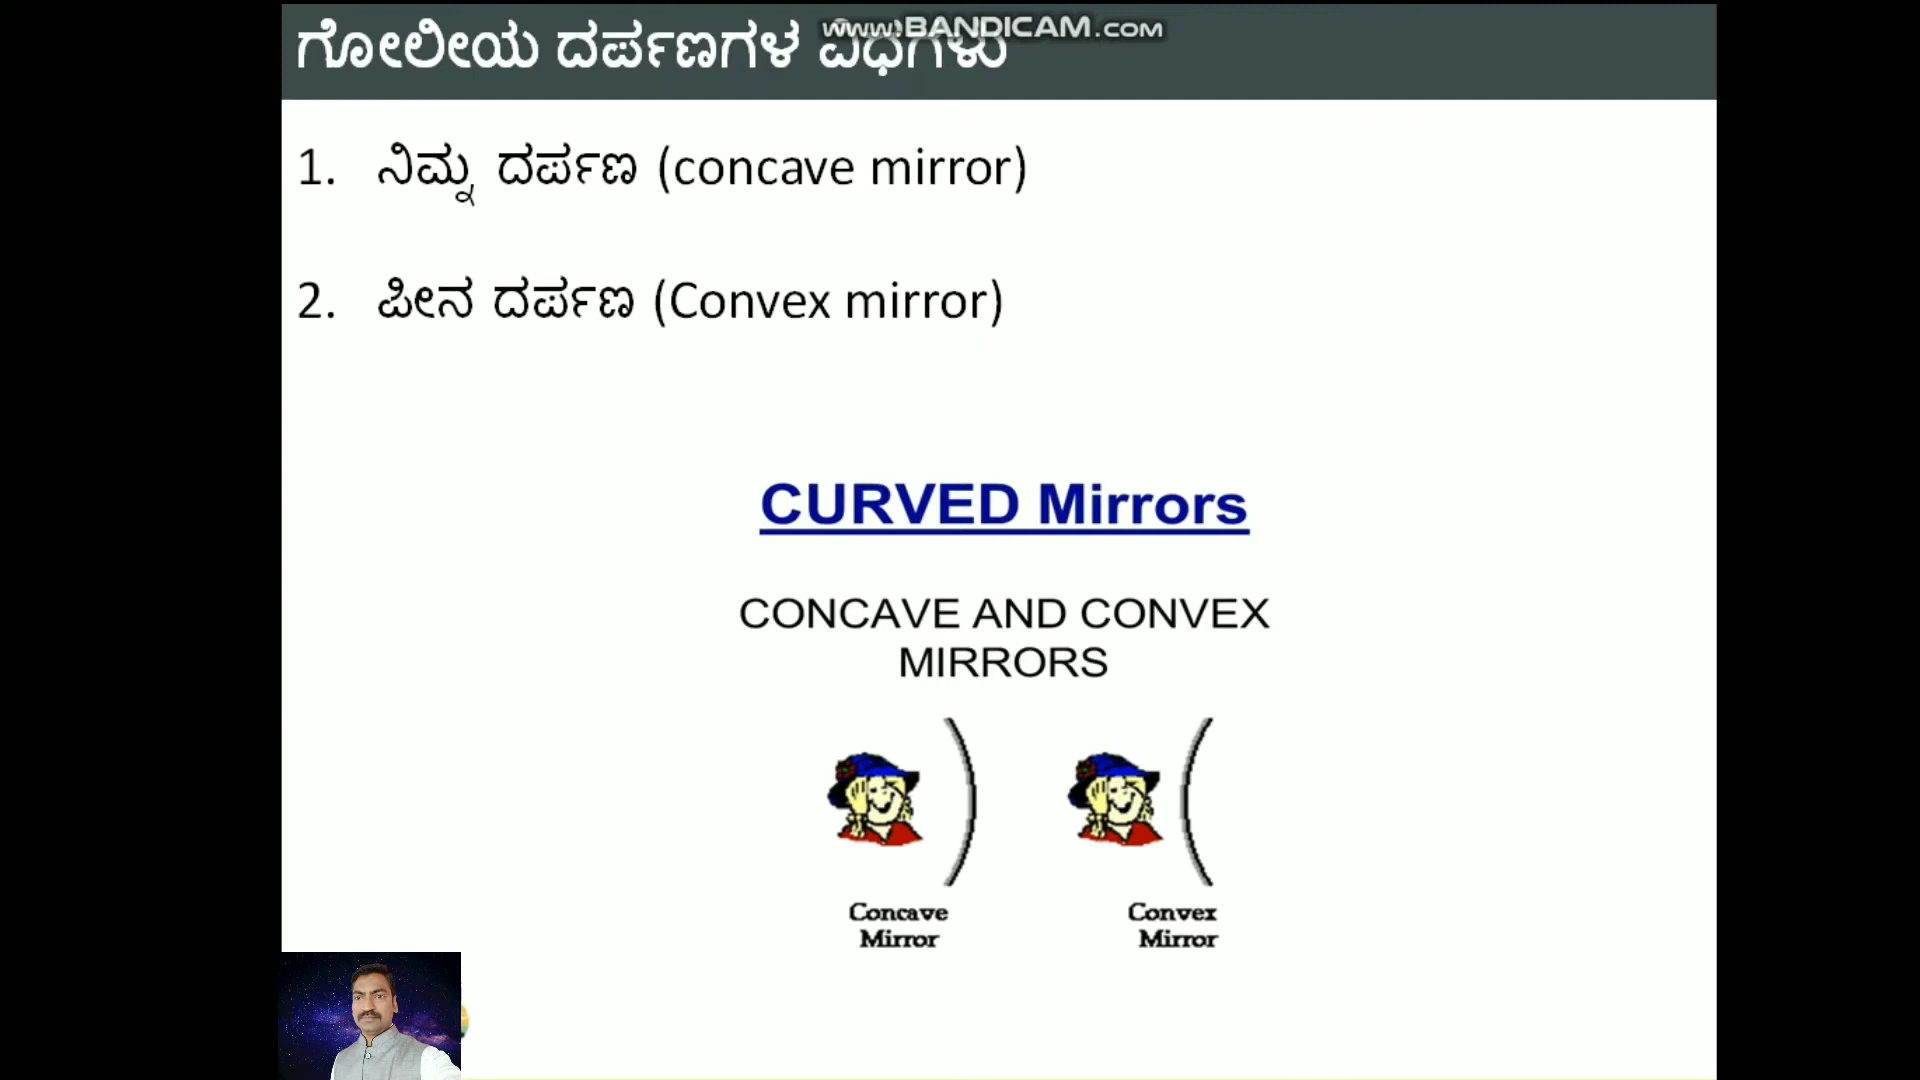 www.BANDICAM.com
ಗೋಲೀಯ ದರ್ಪಣಗಳ ವಿಧಗಳು
1. ನಿಮ್ನ ದರ್ಪಣ (concave mirror)
2. ಪೀನ ದರ್ಪಣ (Convex mirror)
CURVED Mirrors
CONCAVE AND CONVEX
MIRRORS
Concave
Mirror
Convex
Mirror